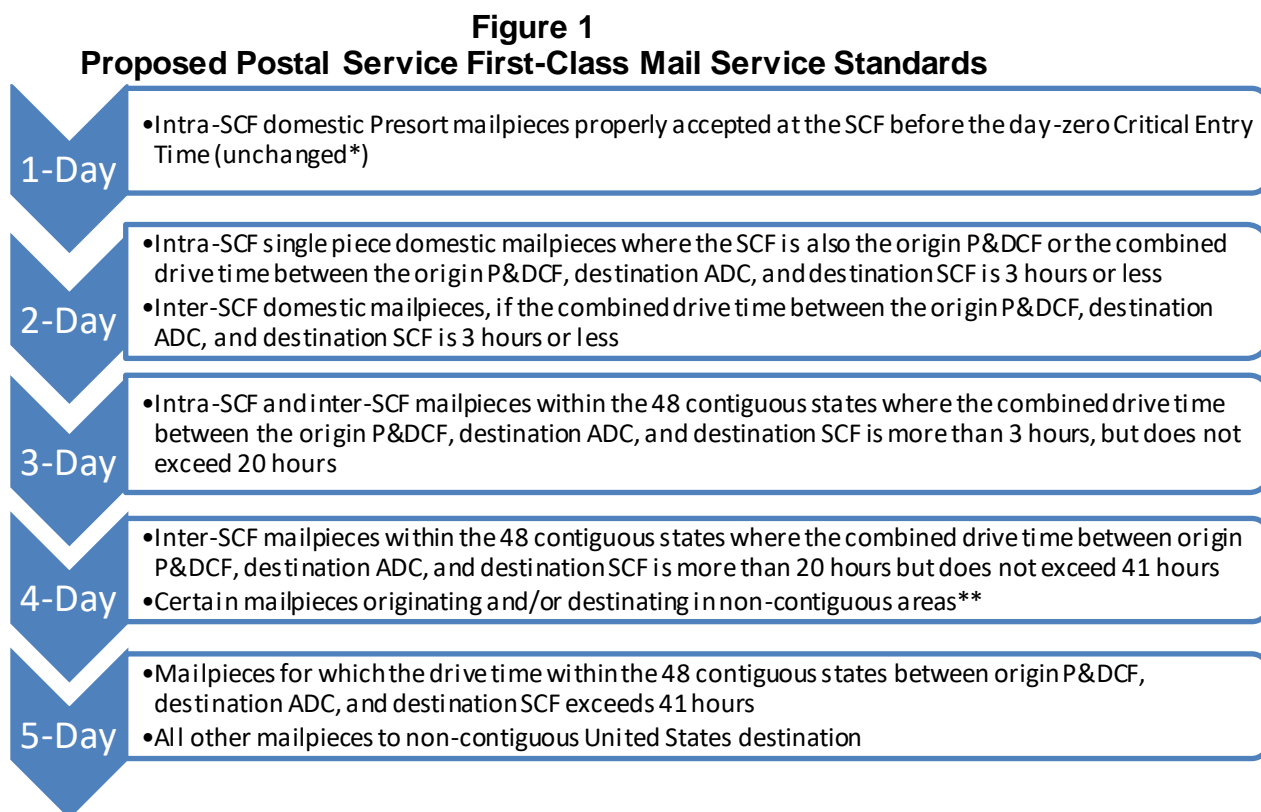 Figure 1
Proposed Postal Service First-Class Mail Service Standards
1-Day
•Intra-SCF domestic Presort mailpieces properly accepted at the SCF before the day-zero Critical Entry
Time (unchanged*)
2-Day
•Intra-SCF single piece domestic mailpieces where the SCF is also the origin P&DCF or the combined
drive time between the origin P&DCF, destination ADC, and destination SCF is 3 hours or less
•Inter-SCF domestic mailpieces, if the combined drive time between the origin P&DCF, destination
ADC, and destination SCF is 3 hours or less
3-Day
•Intra-SCF and inter-SCF mailpieces within the 48 contiguous states where the combined drive time
between the origin P&DCF, destination ADC, and destination SCF is more than 3 hours, but does not
exceed 20 hours
4-Day
•Inter-SCF mailpieces within the 48 contiguous states where the combined drive time between origin
P&DCF, destination ADC, and destination SCF is more than 20 hours but does not exceed 41 hours
•Certain mailpieces originating and/or destinating in non-contiguous areas**
5-Day
•Mailpieces for which the drive time within the 48 contiguous states between origin P&DCF,
destination ADC, and destination SCF exceeds 41 hours
•All other mailpieces to non-contiguous United States destination